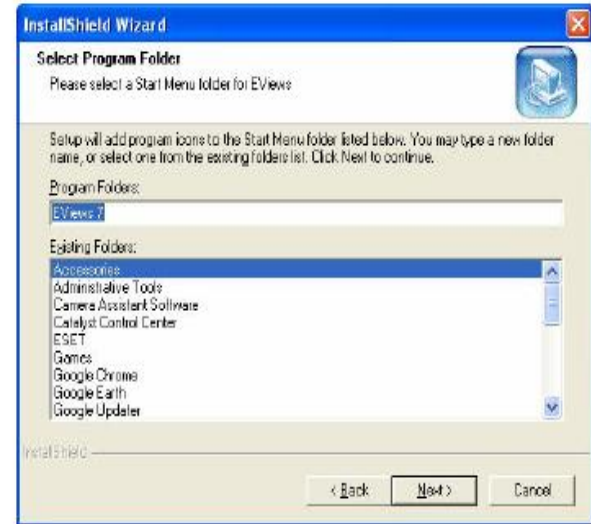 InstallShield Wizard
Select Program Folder
Please select a Start Menu folder for EViews
Setup will add program icons to the Start Menu folder listed below. You may type a new folder
name, or select one from the existing folders list. Click Next to continue.
Program Folders:
EViews 7
Existing Folders:
Accessories
Administrative Tools
Camera Assistant Software
Catalyst Control Center
ESET
Games
Google Chrome
Google Earth
Google Updater
InstallShield
< Back
Next >
Cancel